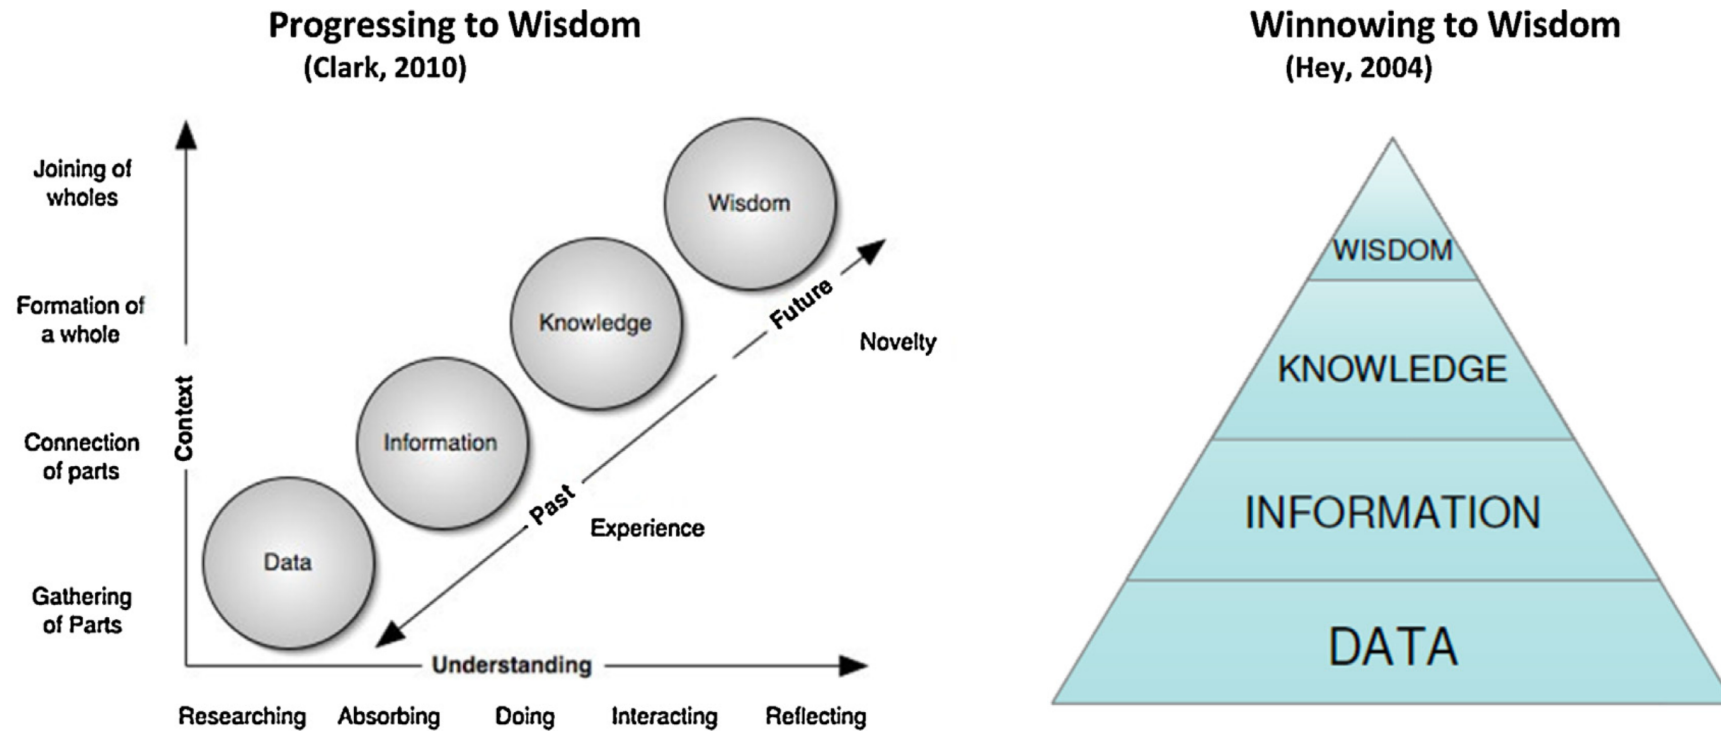 Progressing to Wisdom
(Clark, 2010)
Joining of
wholes
Formation of
a whole
Connection
of parts
Gathering
of Parts
Context
Wisdom
Knowledge
Information
Data
Future
Past
Novelty
Experience
Understanding
Researching Absorbing Doing Interacting Reflecting
Winnowing to Wisdom
(Hey, 2004)
WISDOM
KNOWLEDGE
INFORMATION
DATA